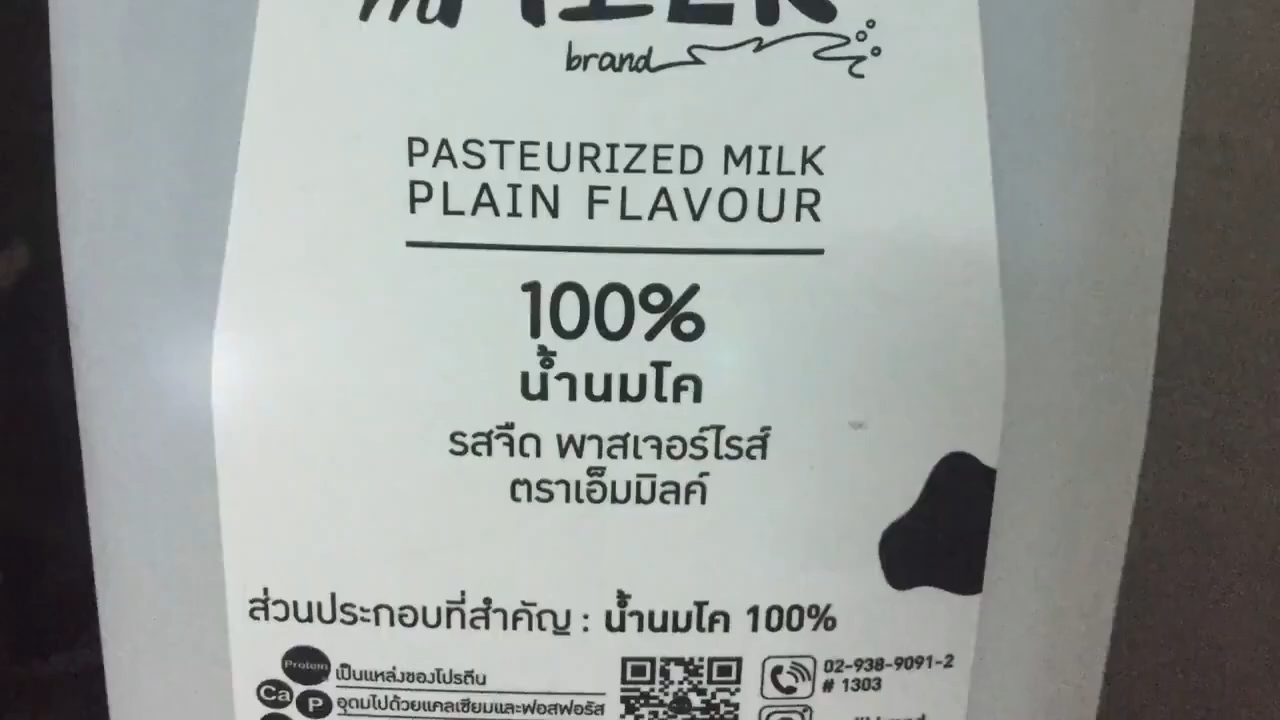 brand
PASTEURIZED MILK
PLAIN FLAVOUR
100%
น้ำนมโค
รสจืด พาสเจอร์ไรส์
ตราเอ็มมิลค์
ส่วนประกอบที่สำคัญ : น้ำนมโค 100%
Protein
เป็นแหล่งของโปรตีน
Ca
P
อุดมไปด้วยแคลเซียมและฟอสฟอรัส
02-938-9091-2
# 1303